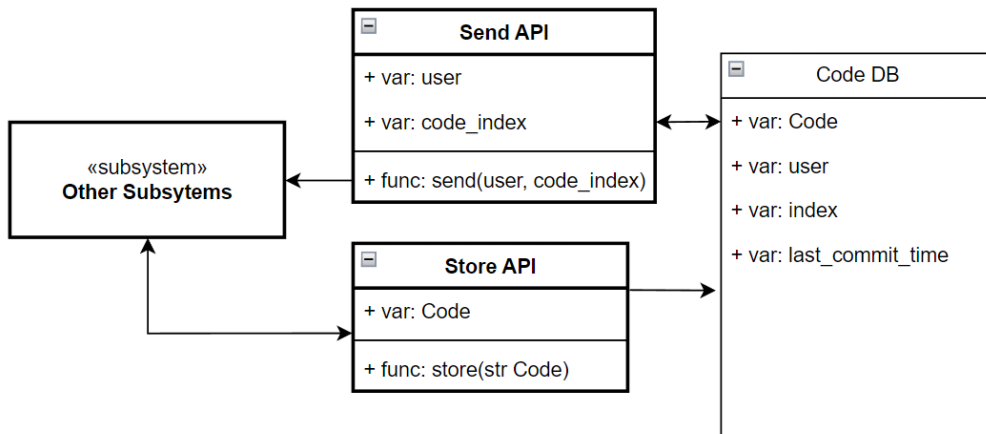 Send API
+ var: user
+ var: code_index
+ func: send(user, code_index)
«subsystem»
Other Subsytems
Store API
+ var: Code
+ func: store(str Code)
Code DB
+ var: Code
+ var: user
+ var: index
+ var: last_commit_time